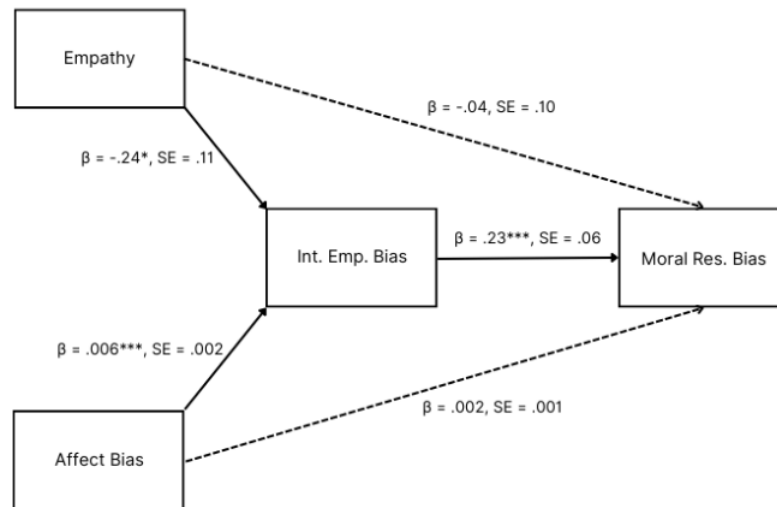 Empathy
β = -.04, SE = .10
β = -.24*, SE = .11
β = .23***, SE = .06
Int. Emp. Bias
Moral Res. Bias
β = .006***, SE = .002
β = .002, SE = .001
Affect Bias